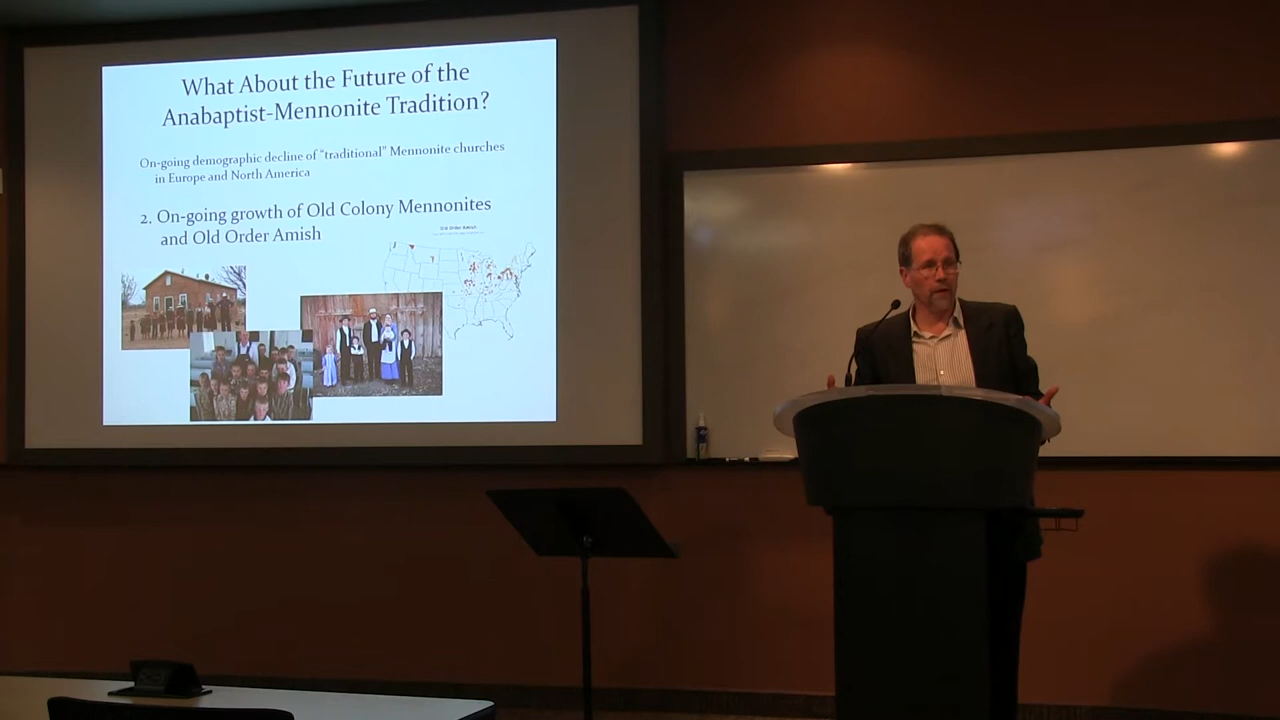 What About the Future of the
Anabaptist-Mennonite Tradition?
On-going demographic decline of “traditional” Mennonite churches
in Europe and North America
2. On-going growth of Old Colony Mennonites
and Old Order Amish
Old Order Amish